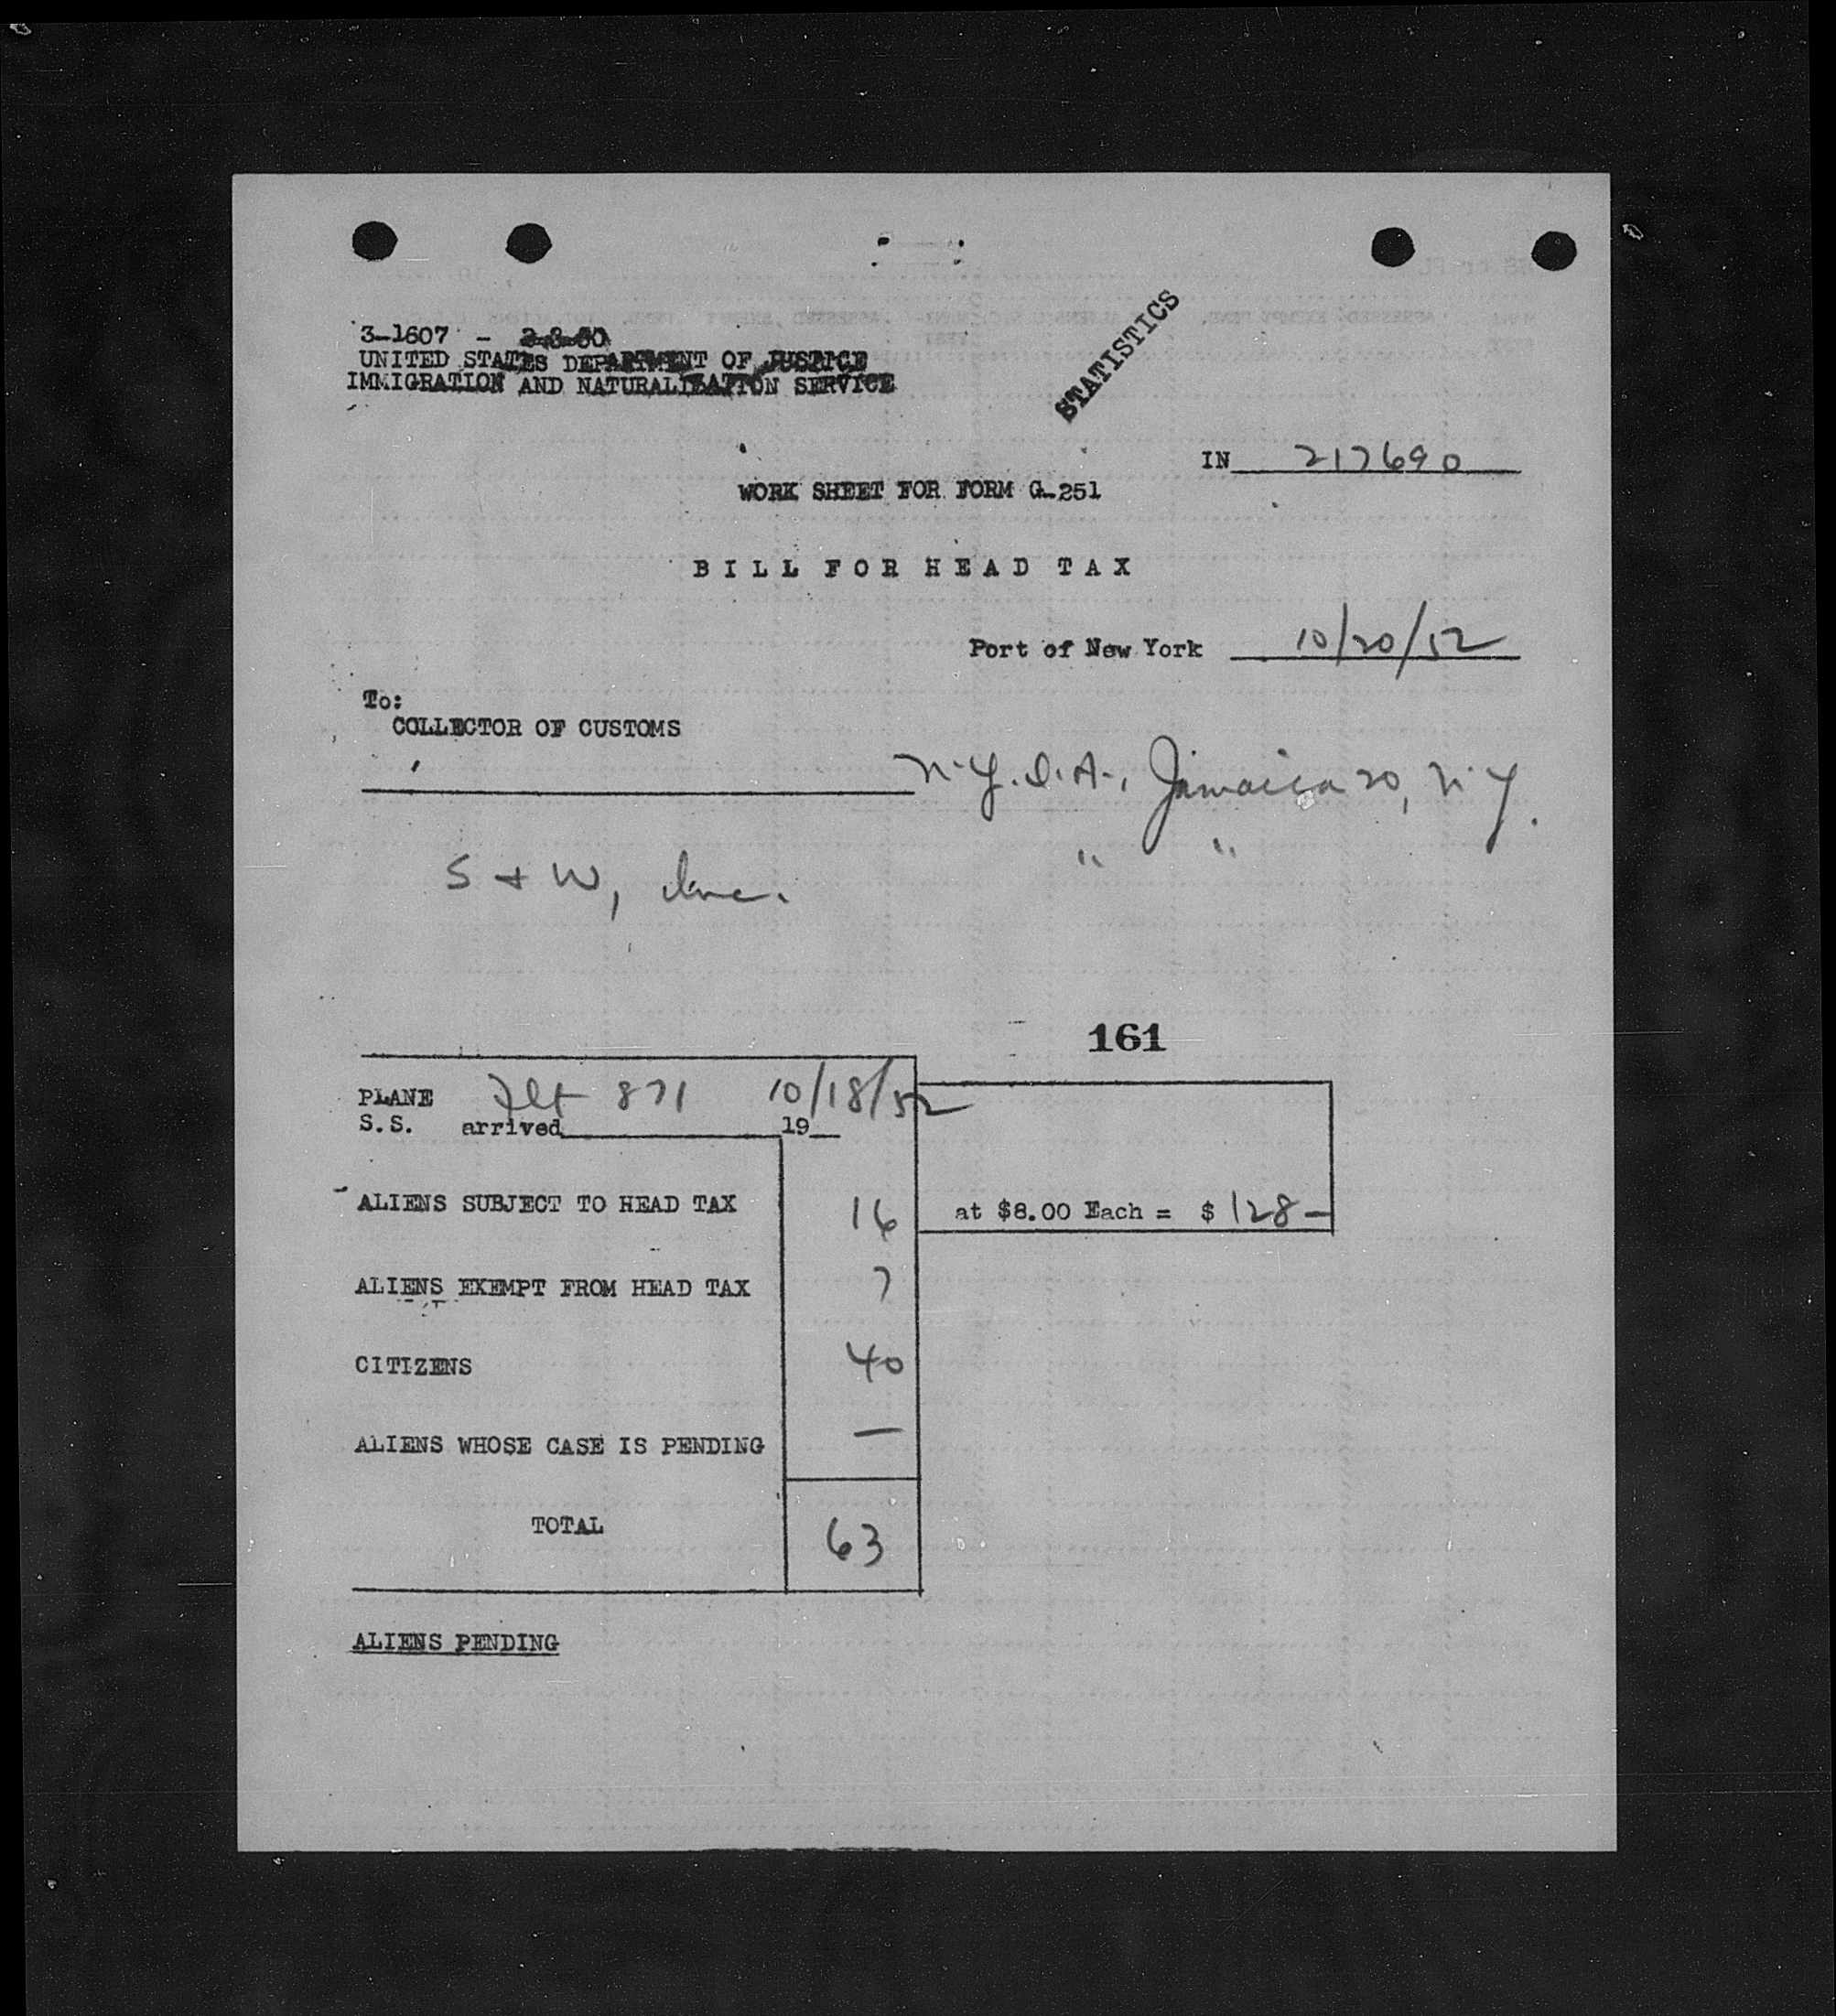 3-1607 - 2-8-50
UNITED STATES DEPARTMENT OF JUSTICE
IMMIGRATION AND NATURALIZATION SERVICE
STATISTICS
IN 217690
WORK SHEET FOR FORM G-251
BILL FOR HEAD TAX
Port of New York 10/20/52
To:
COLLECTOR OF CUSTOMS
N.Y.I.A., Jamaica 20, N.Y.
S + W, Inc. " "
161
PLANE Flt 871 10/18/52
S.S. arrived 19
ALIENS SUBJECT TO HEAD TAX 16 at $8.00 Each = $ 128-
ALIENS EXEMPT FROM HEAD TAX 7
CITIZENS 40
ALIENS WHOSE CASE IS PENDING —
TOTAL 63
ALIENS PENDING